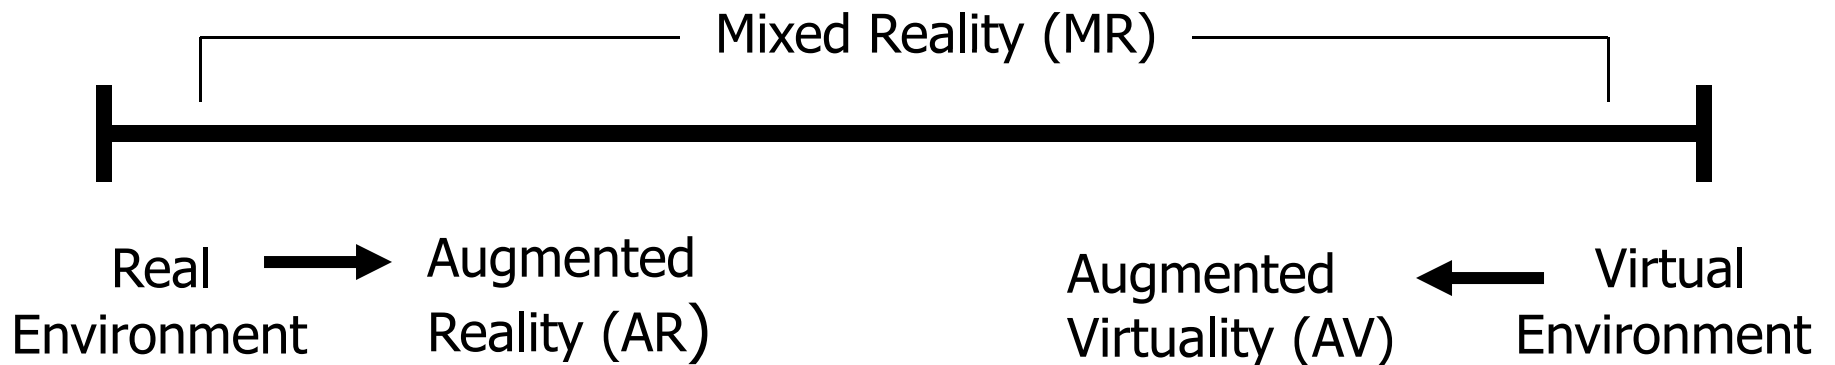 Mixed Reality (MR)
Real
Environment
Augmented
Reality (AR)
Augmented
Virtuality (AV)
Virtual
Environment